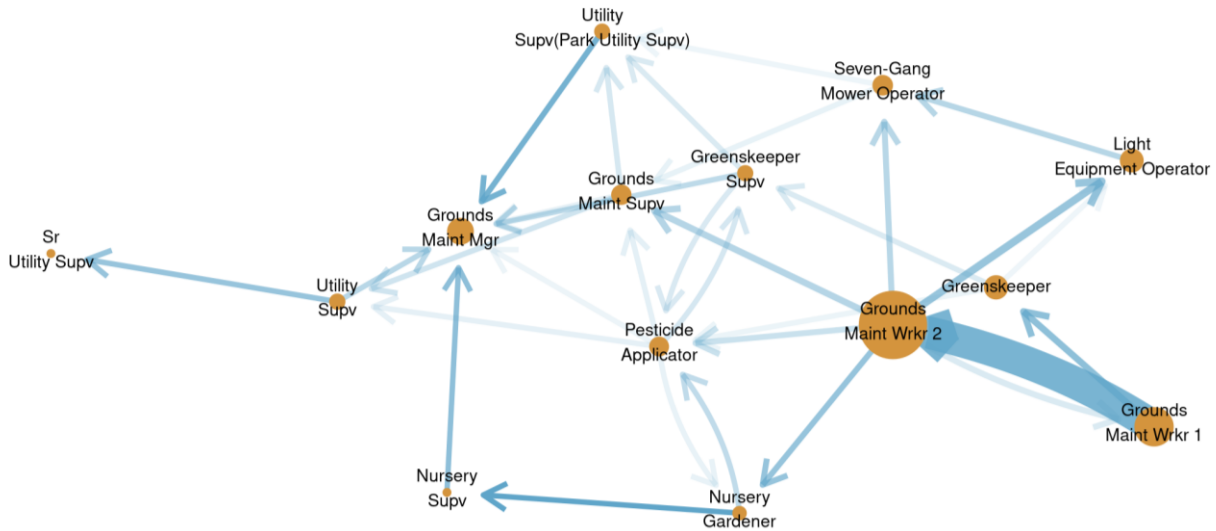 Utility
Supv(Park Utility Supv)
Seven-Gang
Mower Operator
Light
Equipment Operator
Greenskeeper
Supv
Grounds
Maint Supv
Grounds
Maint Mgr
Sr
Utility Supv
Utility
Supv
Greenskeeper
Grounds
Maint Wrkr 2
Pesticide
Applicator
Grounds
Maint Wrkr 1
Nursery
Supv
Nursery
Gardener